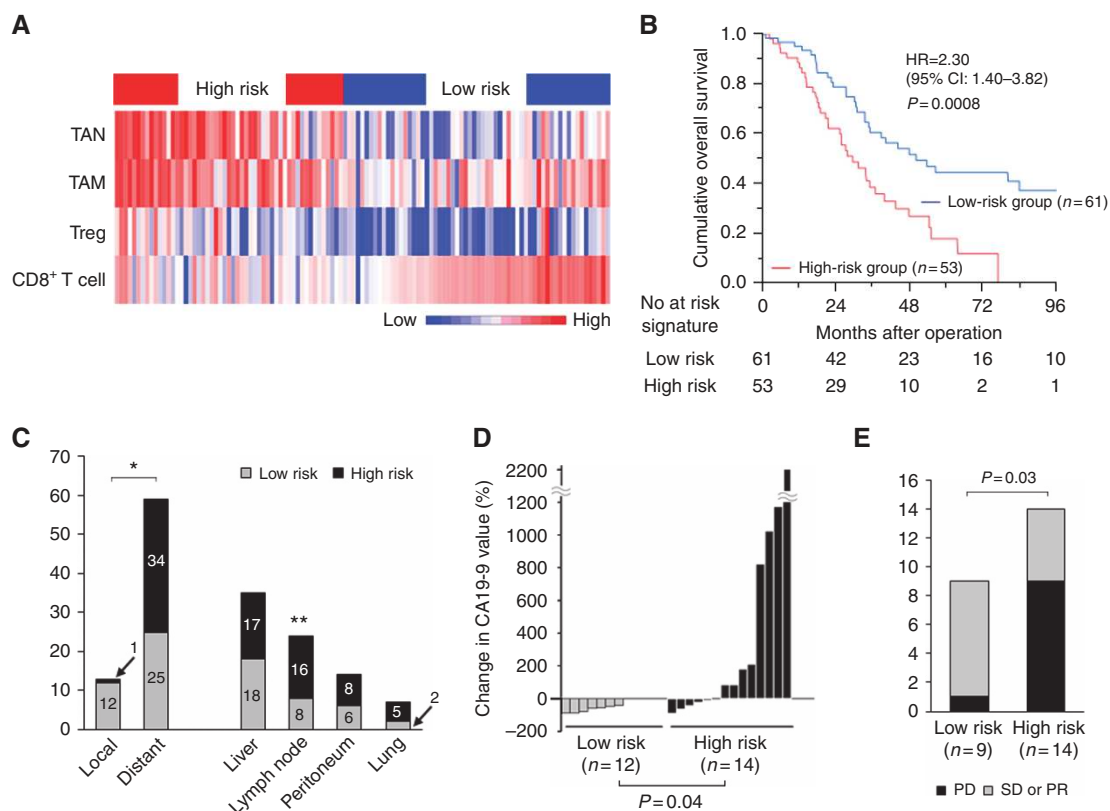 A
High risk
Low risk
TAN
TAM
Treg
CD8+ T cell
Low
High
B
1.0
0.8
0.6
0.4
0.2
0.0
Cumulative overall survival
HR=2.30
(95% CI: 1.40–3.82)
P=0.0008
Low-risk group (n=61)
High-risk group (n=53)
0 24 48 72 96
Months after operation
No at risk
signature
Low risk 61 42 23 16 10
High risk 53 29 10 2 1
C
70
60
50
40
30
20
10
0
*
Low risk High risk
34
25
1
12
17
18
**
16
8
8
6
5
2
Local
Distant
Liver
Lymph node
Peritoneum
Lung
D
Change in CA19-9 value (%)
2200
1200
1000
800
600
400
200
0
–200
Low risk
(n=12)
High risk
(n=14)
P=0.04
E
16
14
12
10
8
6
4
2
0
P=0.03
Low risk
(n=9)
High risk
(n=14)
PD SD or PR